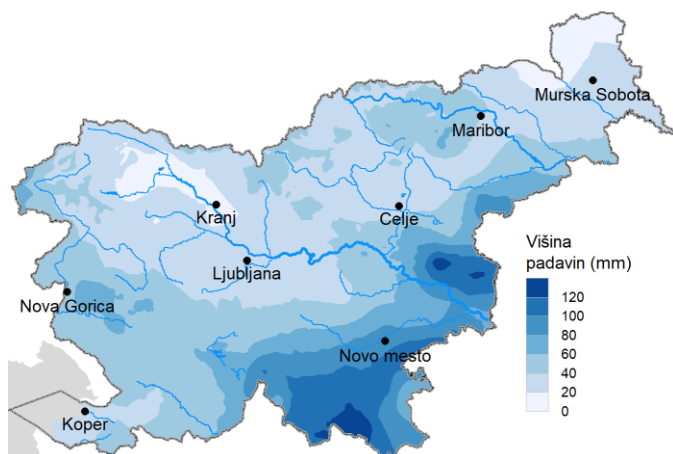 Murska Sobota
Maribor
Kranj
Celje
Ljubljana
Nova Gorica
Novo mesto
Koper
Višina
padavin (mm)
120
100
80
60
40
20
0